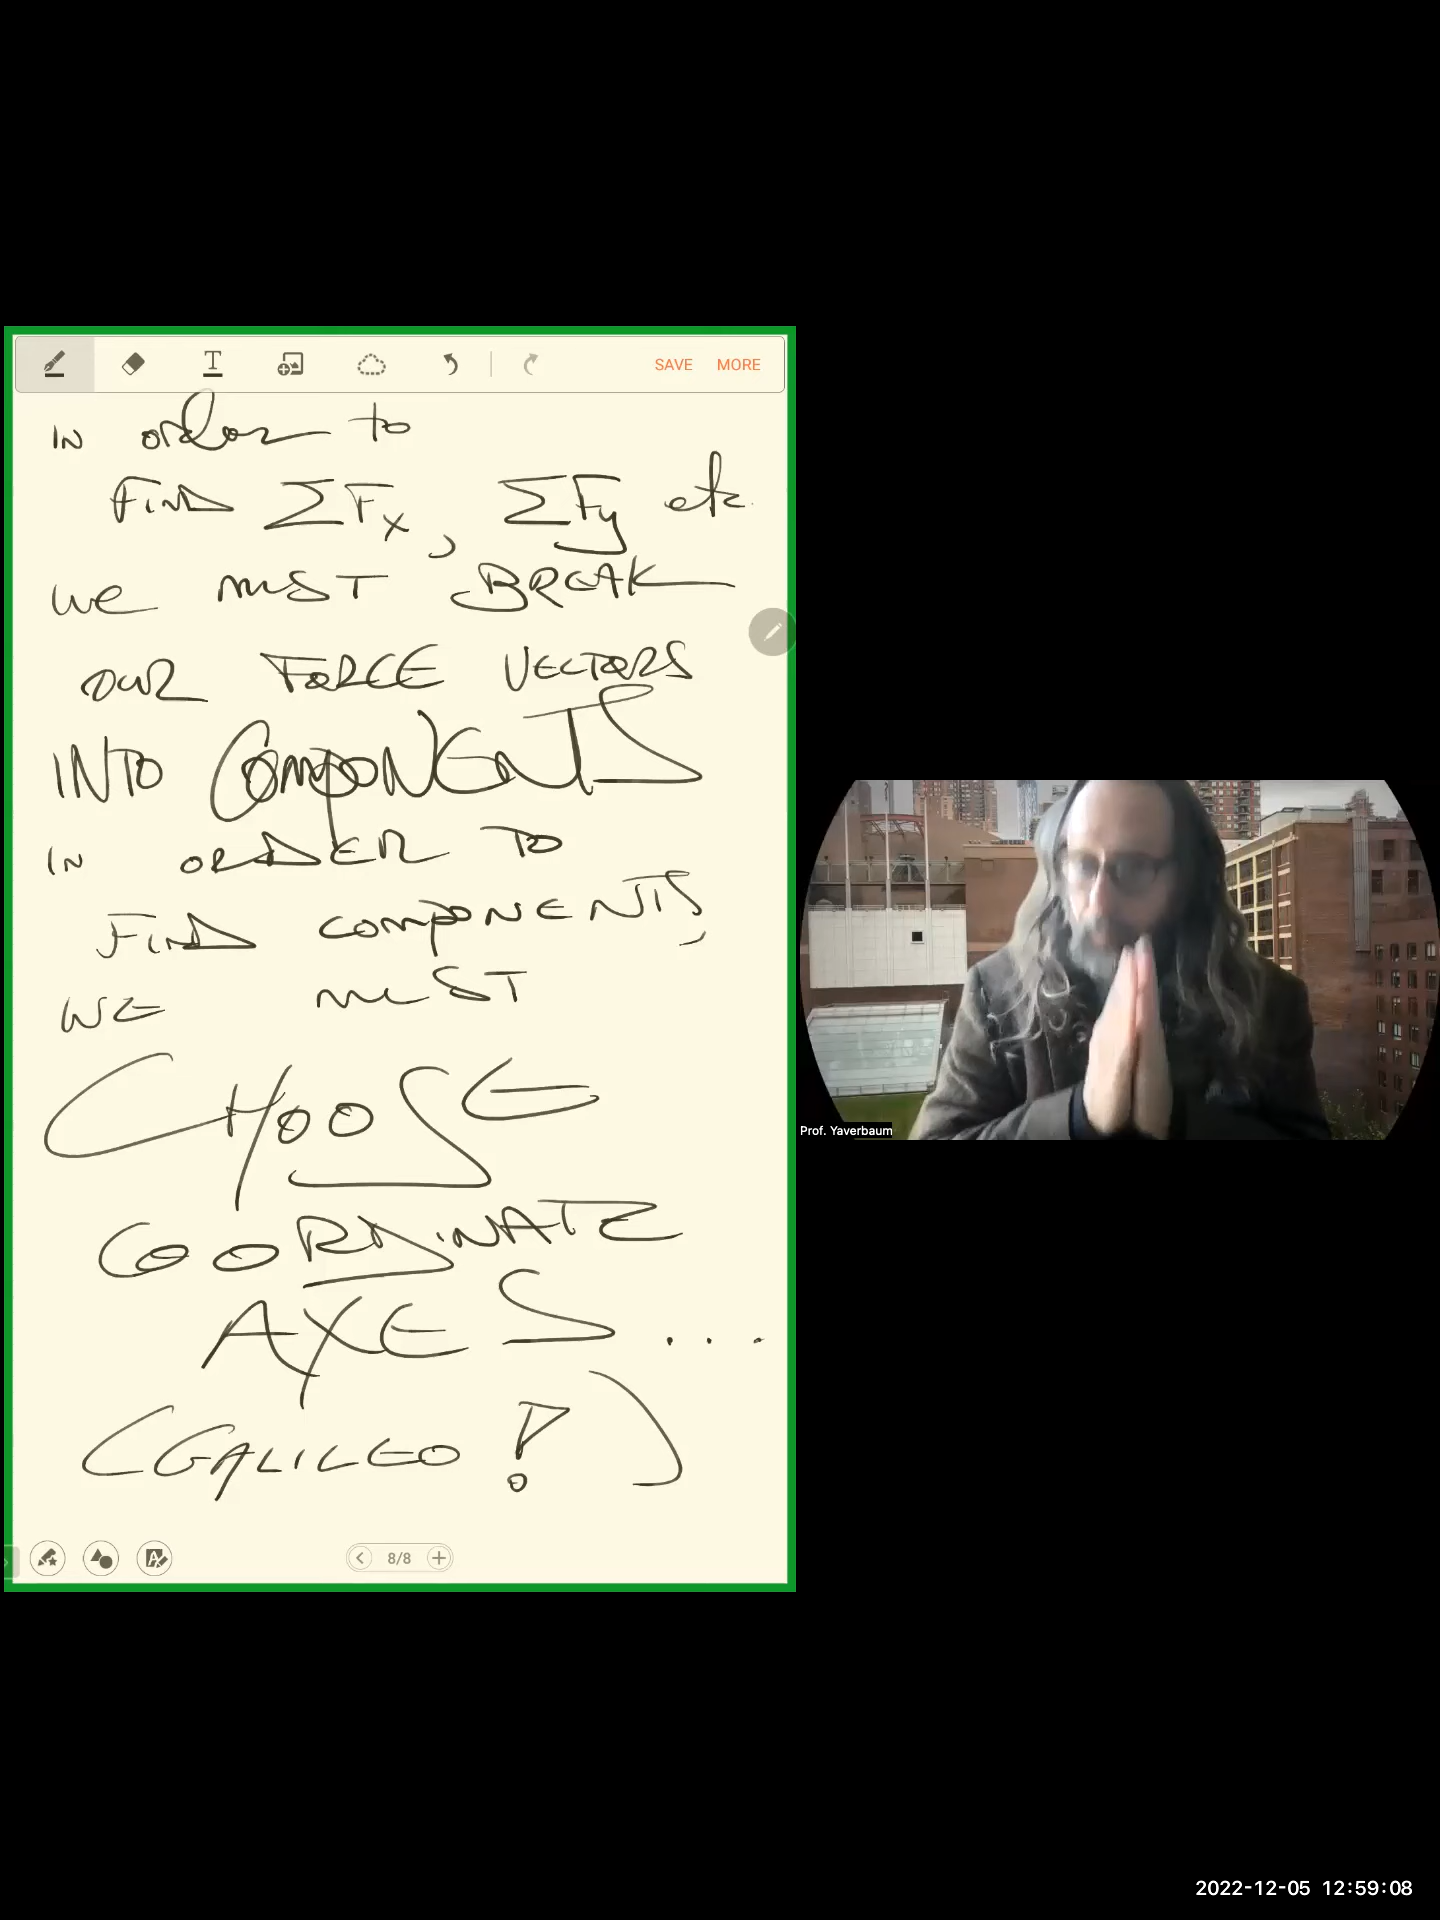 SAVE MORE
IN order to
FIND ΣFx, ΣFy etc.
WE MUST BREAK
OUR FORCE VECTORS
INTO COMPONENTS
IN ORDER TO
FIND COMPONENTS,
WE MUST
CHOOSE
COORDINATE
AXES...
(GALILEO!)
8/8
Prof. Yaverbaum
2022-12-05 12:59:08